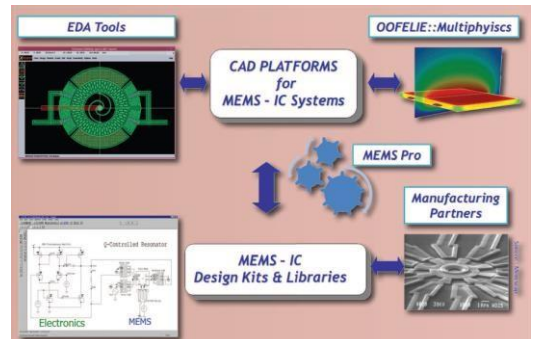 EDA Tools
OOFELIE::Multiphyiscs
CAD PLATFORMS
for
MEMS - IC Systems
MEMS Pro
Manufacturing
Partners
Q-Controlled Resonator
MEMS - IC
Design Kits & Libraries
Electronics
MEMS